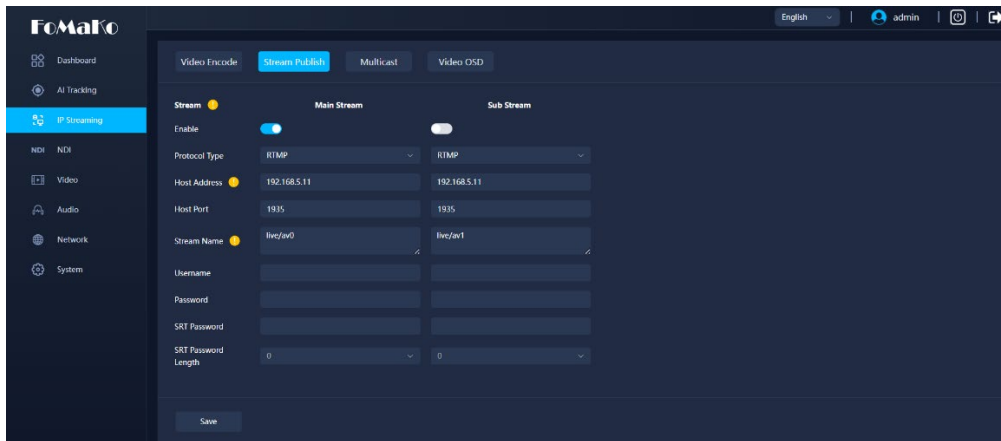 FoMaKo
English
admin
Dashboard
AI Tracking
IP Streaming
NDI NDI
Video
Audio
Network
System
Video Encode Stream Publish Multicast Video OSD
Stream ! Main Stream Sub Stream
Enable
Protocol Type RTMP RTMP
Host Address ! 192.168.5.11 192.168.5.11
Host Port 1935 1935
Stream Name ! live/av0 live/av1
Username
Password
SRT Password
SRT Password
Length 0 0
Save